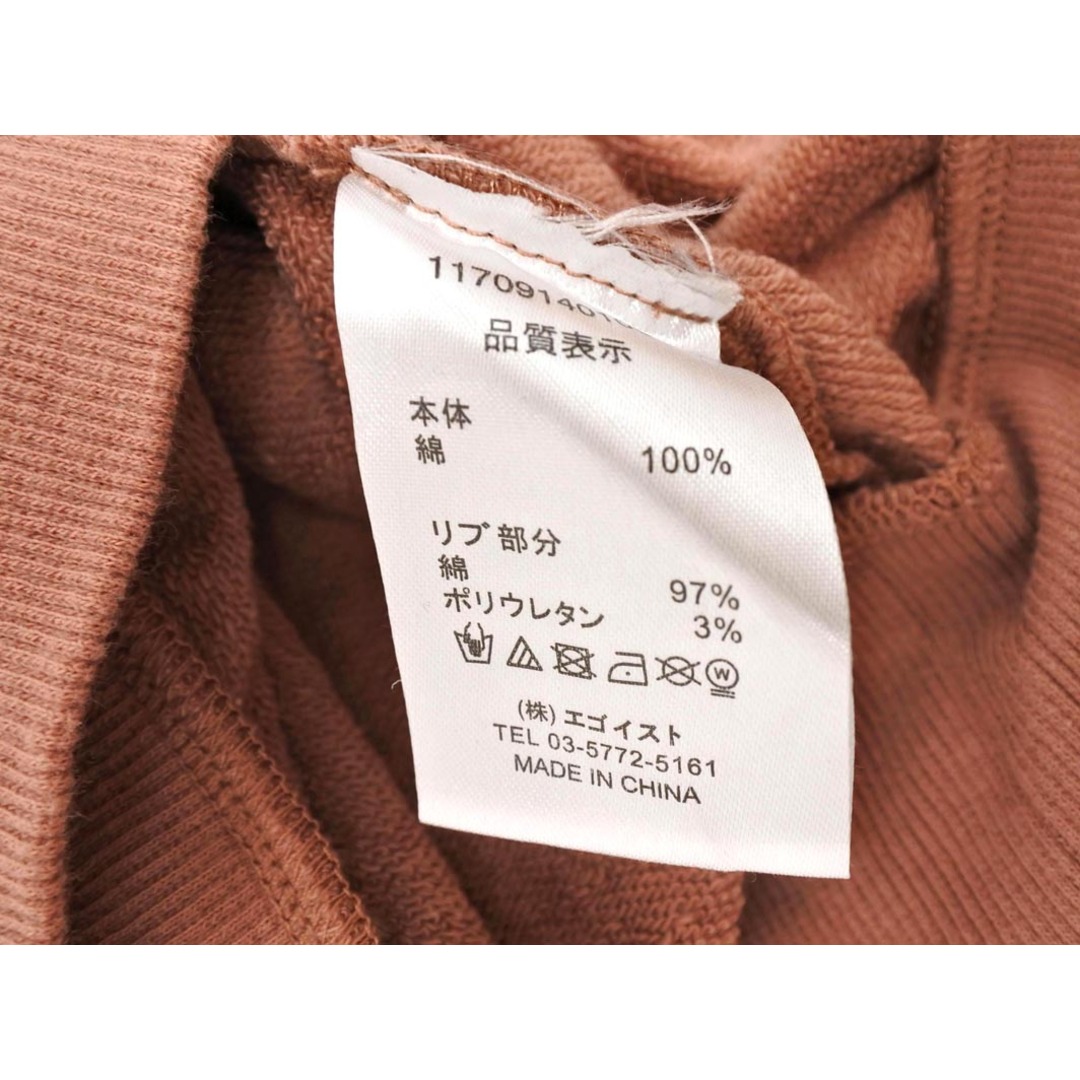 品質表示
本体
綿 100%
リブ部分
綿 97%
ポリウレタン 3%
W
(株)エゴイスト
TEL 03-5772-5161
MADE IN CHINA